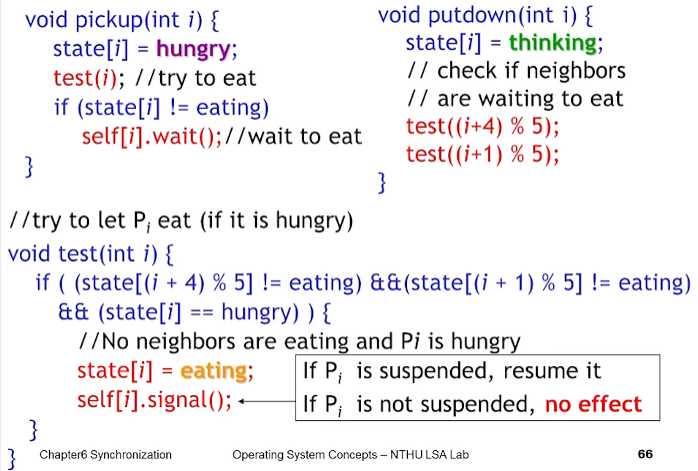 void pickup(int i) {
state[i] = hungry;
test(i); //try to eat
if (state[i] != eating)
self[i].wait();//wait to eat
}
void putdown(int i) {
state[i] = thinking;
// check if neighbors
// are waiting to eat
test((i+4) % 5);
test((i+1) % 5);
}
//try to let Pi eat (if it is hungry)
void test(int i) {
if ( (state[(i + 4) % 5] != eating) &&(state[(i + 1) % 5] != eating)
&& (state[i] == hungry) ) {
//No neighbors are eating and Pi is hungry
state[i] = eating;
self[i].signal();
If Pi is suspended, resume it
If Pi is not suspended, no effect
}
}
Chapter6 Synchronization
Operating System Concepts – NTHU LSA Lab
66